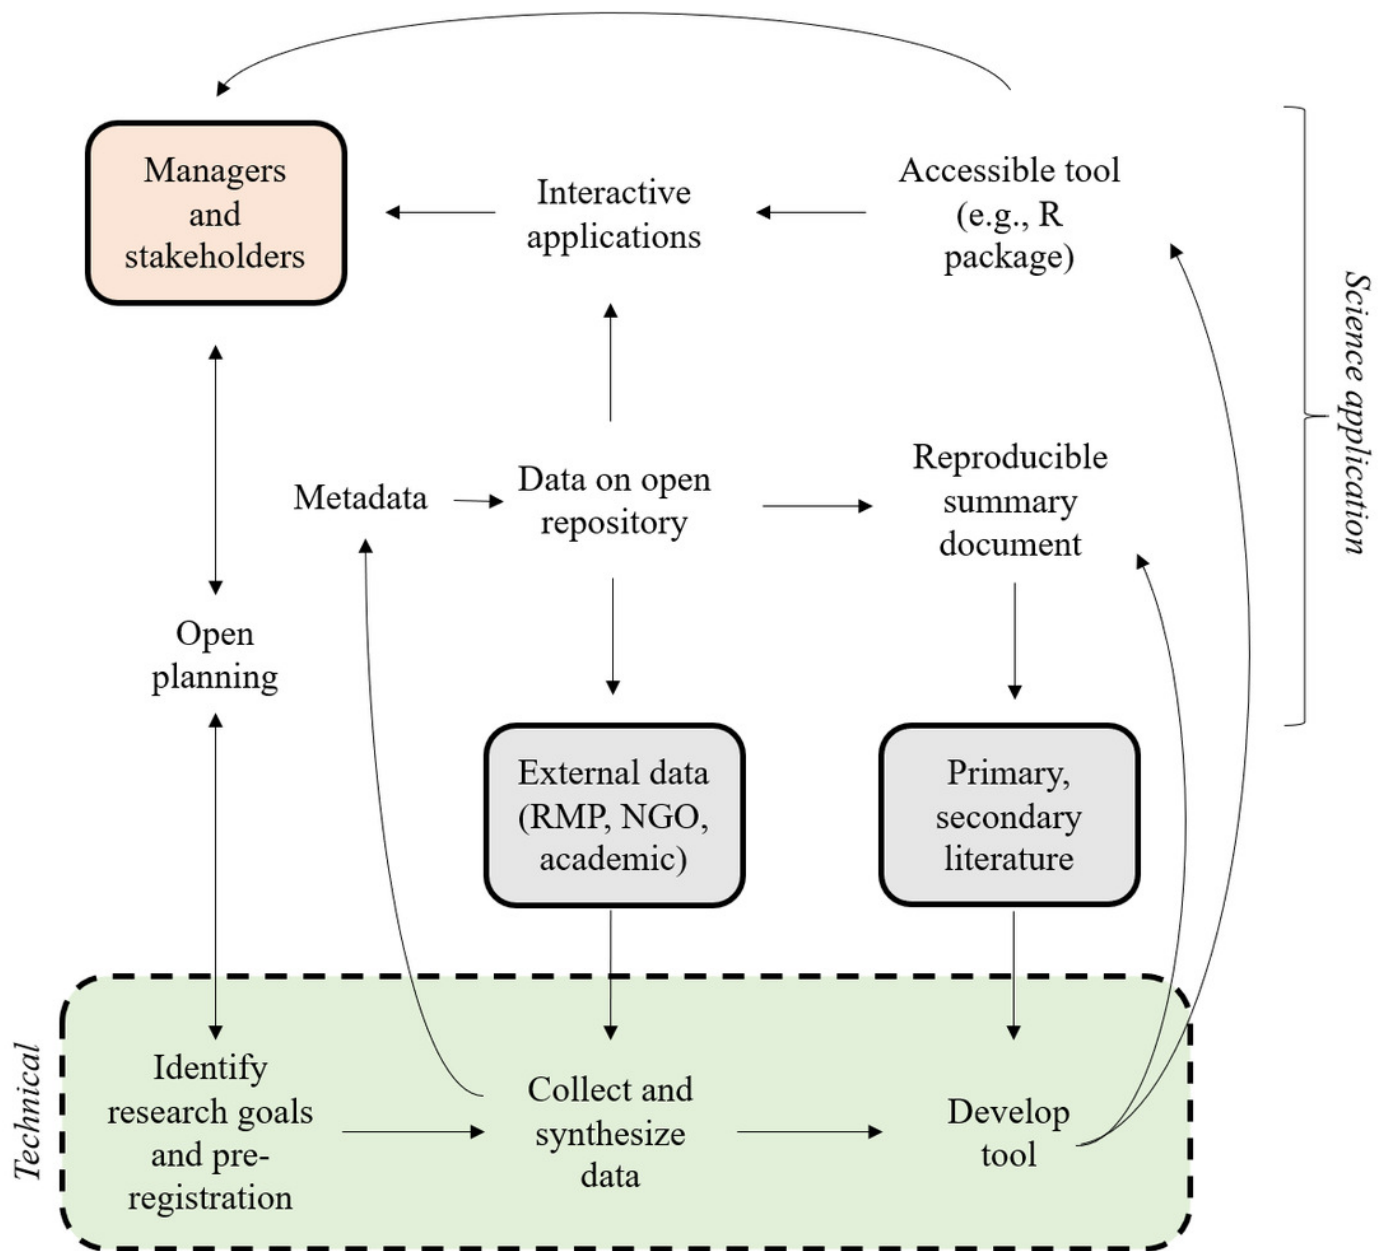 Managers
and
stakeholders
Interactive
applications
Accessible tool
(e.g., R
package)
Science application
Metadata
Data on open
repository
Reproducible
summary
document
Open
planning
External data
(RMP, NGO,
academic)
Primary,
secondary
literature
Technical
Identify
research goals
and pre-
registration
Collect and
synthesize
data
Develop
tool